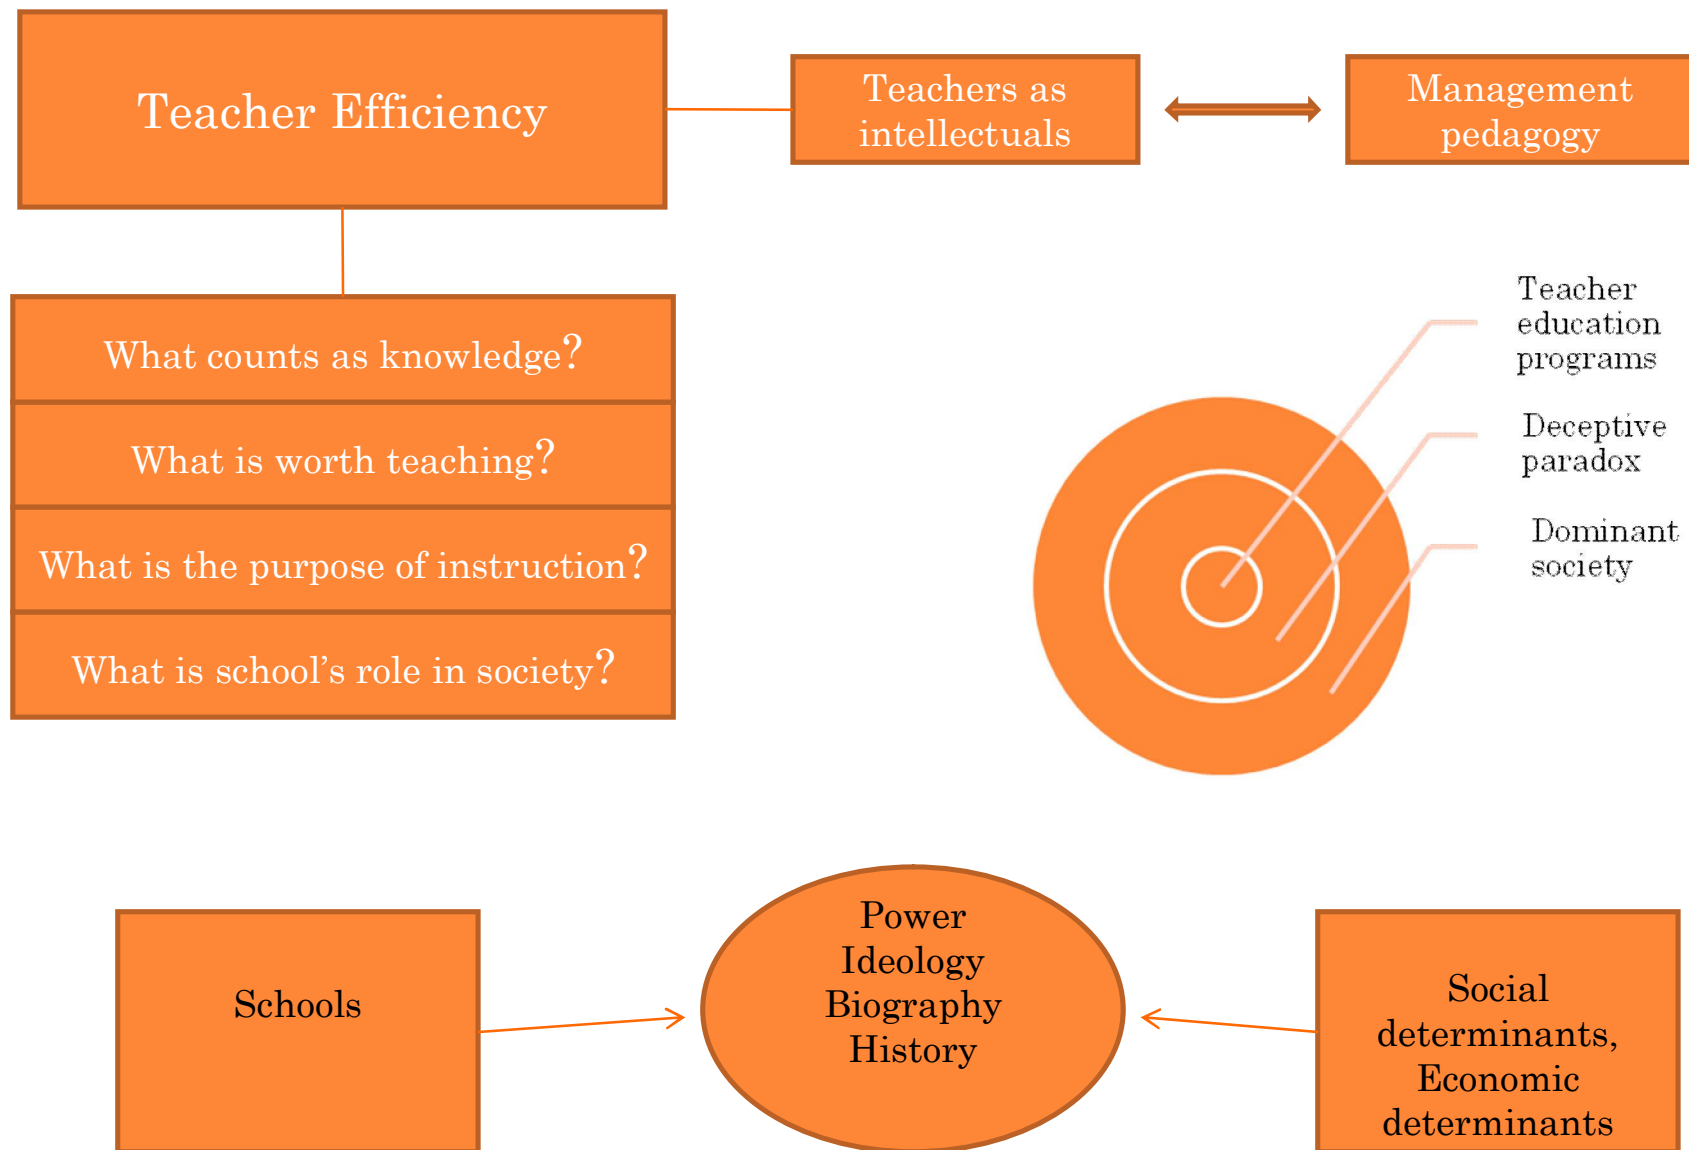 Teacher Efficiency
Teachers as
intellectuals
Management
pedagogy
What counts as knowledge?
What is worth teaching?
What is the purpose of instruction?
What is school’s role in society?
Teacher
education
programs
Deceptive
paradox
Dominant
society
Schools
Power
Ideology
Biography
History
Social
determinants,
Economic
determinants